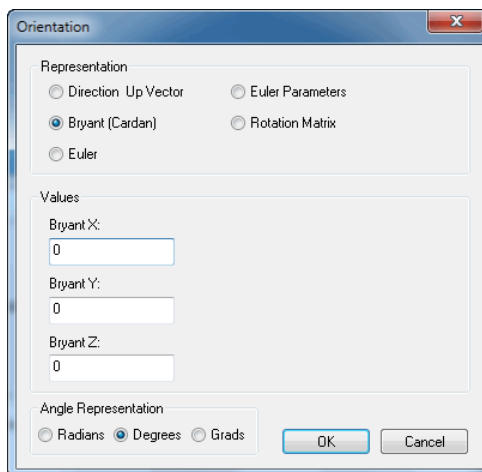 Orientation
Representation
Direction Up Vector
Euler Parameters
Bryant (Cardan)
Rotation Matrix
Euler
Values
Bryant X:
0
Bryant Y:
0
Bryant Z:
0
Angle Representation
Radians
Degrees
Grads
OK
Cancel